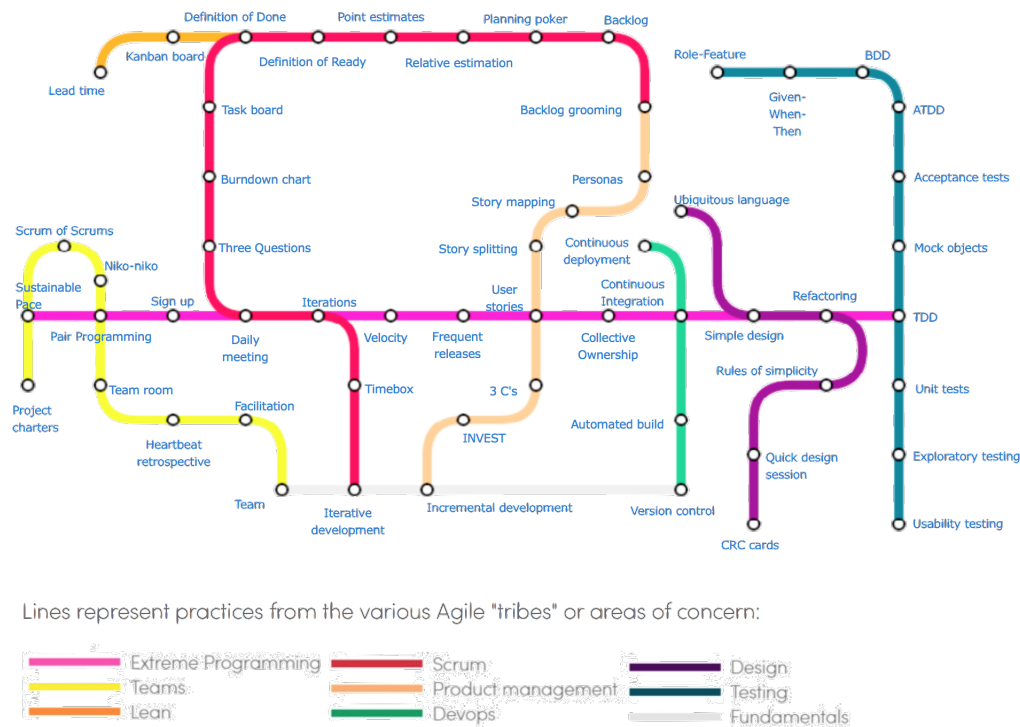 Definition of Done
Point estimates
Planning poker
Backlog
Kanban board
Definition of Ready
Relative estimation
Role-Feature
BDD
Lead time
Given-
When-
Then
Task board
Backlog grooming
ATDD
Burndown chart
Personas
Acceptance tests
Story mapping
Ubiquitous language
Scrum of Scrums
Three Questions
Story splitting
Continuous
deployment
Mock objects
Niko-niko
Sustainable
Pace
Sign up
Iterations
User
stories
Continuous
Integration
Refactoring
Pair Programming
Daily
meeting
Velocity
Frequent
releases
Collective
Ownership
Simple design
TDD
Rules of simplicity
Project
charters
Team room
Timebox
3 C's
Unit tests
Facilitation
Heartbeat
retrospective
INVEST
Automated build
Quick design
session
Exploratory testing
Team
Iterative
development
Incremental development
Version control
Usability testing
CRC cards
Lines represent practices from the various Agile "tribes" or areas of concern:
Extreme Programming
Scrum
Design
Teams
Product management
Testing
Lean
Devops
Fundamentals